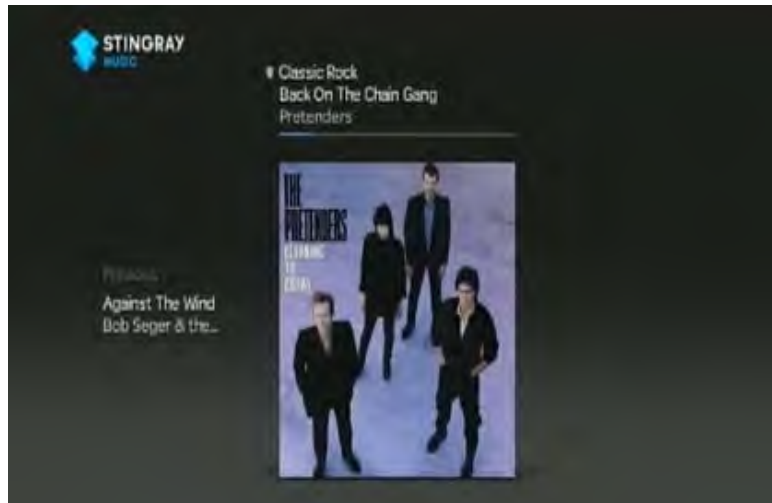 STINGRAY
MUSIC
Classic Rock
Back On The Chain Gang
Pretenders
THE
PRETENDERS
LEARNING
TO
CRAWL
Previous
Against The Wind
Bob Seger & the...